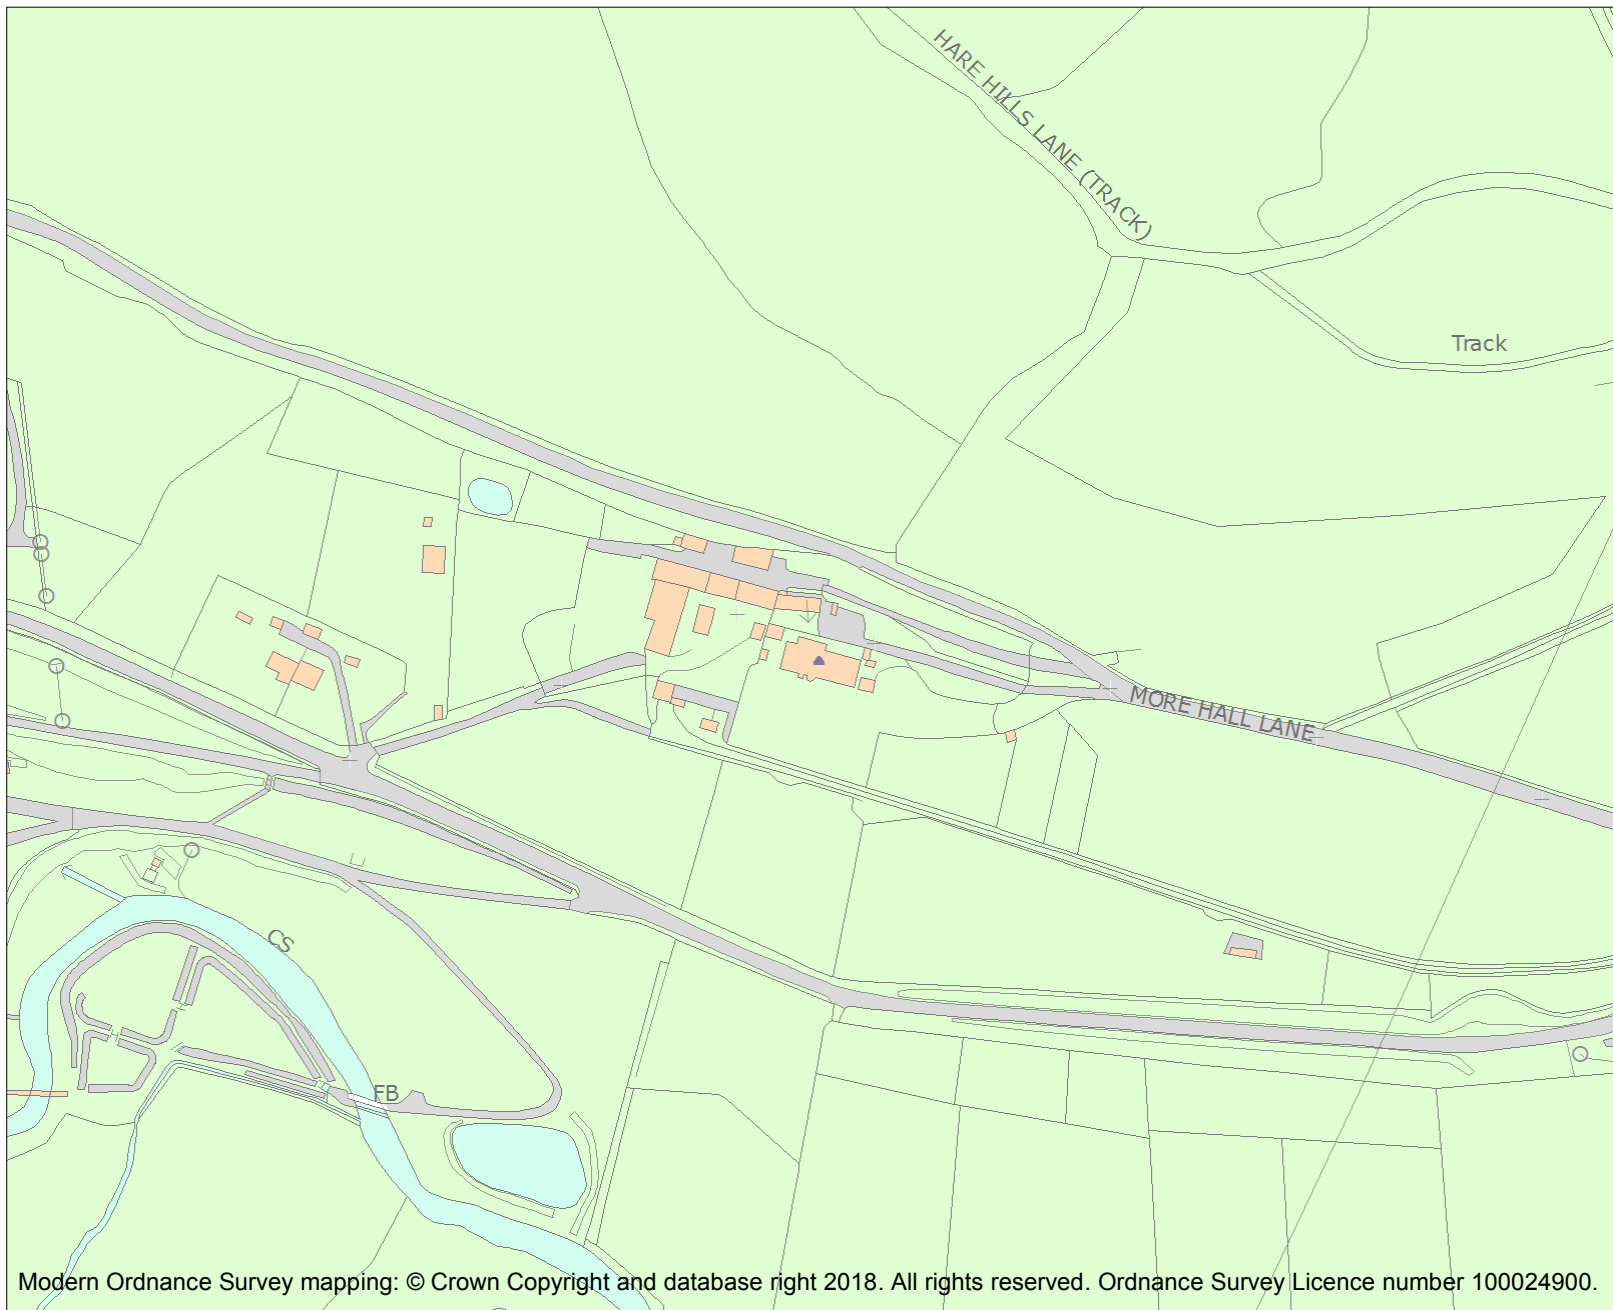 HARE HILLS LANE (TRACK)
Track
MORE HALL LANE
CS
FB
Modern Ordnance Survey mapping: © Crown Copyright and database right 2018. All rights reserved. Ordnance Survey Licence number 100024900.